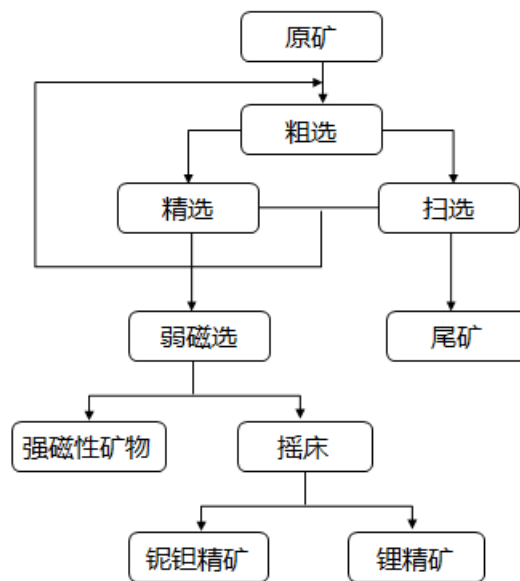 原矿
粗选
精选
扫选
弱磁选
尾矿
强磁性矿物
摇床
铌钽精矿
锂精矿